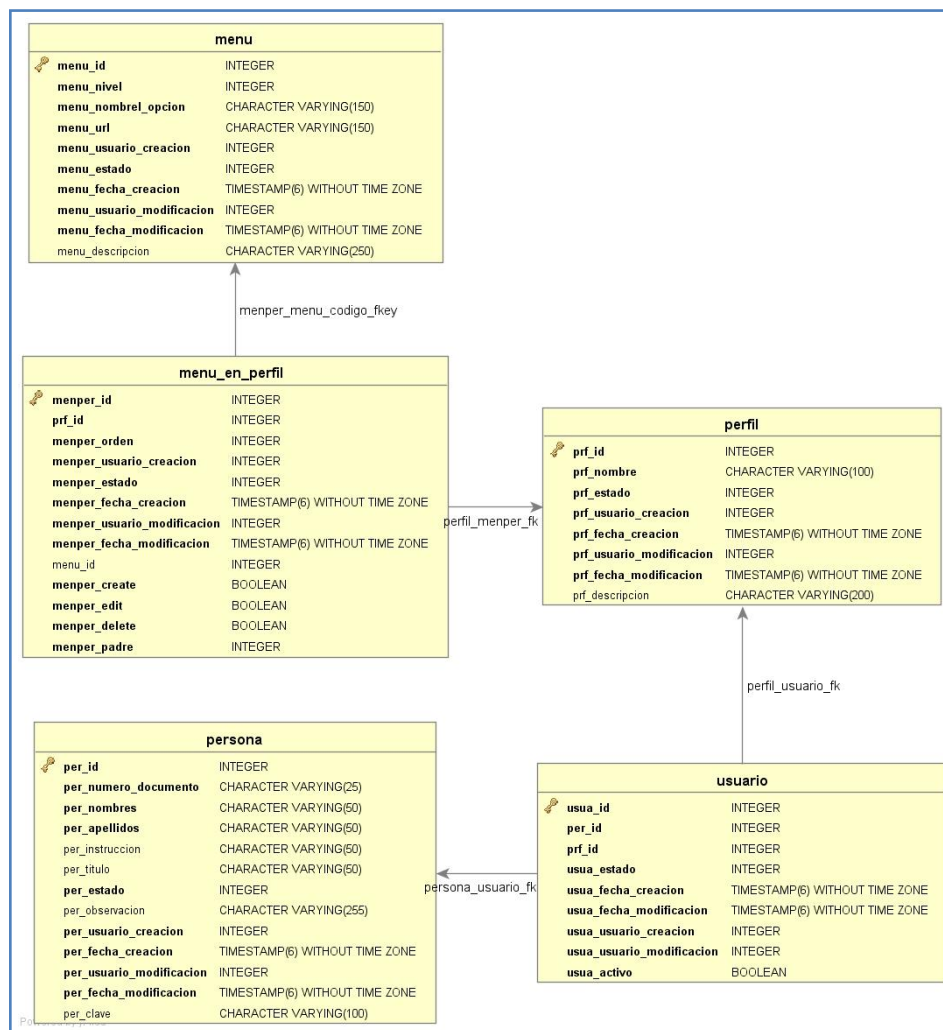 menu
menu_id INTEGER
menu_nivel INTEGER
menu_nombrel_opcion CHARACTER VARYING(150)
menu_url CHARACTER VARYING(150)
menu_usuario_creacion INTEGER
menu_estado INTEGER
menu_fecha_creacion TIMESTAMP(6) WITHOUT TIME ZONE
menu_usuario_modificacion INTEGER
menu_fecha_modificacion TIMESTAMP(6) WITHOUT TIME ZONE
menu_descripcion CHARACTER VARYING(250)
menper_menu_codigo_fkey
menu_en_perfil
menper_id INTEGER
prf_id INTEGER
menper_orden INTEGER
menper_usuario_creacion INTEGER
menper_estado INTEGER
menper_fecha_creacion TIMESTAMP(6) WITHOUT TIME ZONE
menper_usuario_modificacion INTEGER
menper_fecha_modificacion TIMESTAMP(6) WITHOUT TIME ZONE
menu_id INTEGER
menper_create BOOLEAN
menper_edit BOOLEAN
menper_delete BOOLEAN
menper_padre INTEGER
perfil_menper_fk
perfil
prf_id INTEGER
prf_nombre CHARACTER VARYING(100)
prf_estado INTEGER
prf_usuario_creacion INTEGER
prf_fecha_creacion TIMESTAMP(6) WITHOUT TIME ZONE
prf_usuario_modificacion INTEGER
prf_fecha_modificacion TIMESTAMP(6) WITHOUT TIME ZONE
prf_descripcion CHARACTER VARYING(200)
perfil_usuario_fk
persona
per_id INTEGER
per_numero_documento CHARACTER VARYING(25)
per_nombres CHARACTER VARYING(50)
per_apellidos CHARACTER VARYING(50)
per_instruccion CHARACTER VARYING(50)
per_titulo CHARACTER VARYING(50)
per_estado INTEGER
per_observacion CHARACTER VARYING(255)
per_usuario_creacion INTEGER
per_fecha_creacion TIMESTAMP(6) WITHOUT TIME ZONE
per_usuario_modificacion INTEGER
per_fecha_modificacion TIMESTAMP(6) WITHOUT TIME ZONE
per_clave CHARACTER VARYING(100)
persona_usuario_fk
usuario
usua_id INTEGER
per_id INTEGER
prf_id INTEGER
usua_estado INTEGER
usua_fecha_creacion TIMESTAMP(6) WITHOUT TIME ZONE
usua_fecha_modificacion TIMESTAMP(6) WITHOUT TIME ZONE
usua_usuario_creacion INTEGER
usua_usuario_modificacion INTEGER
usua_activo BOOLEAN